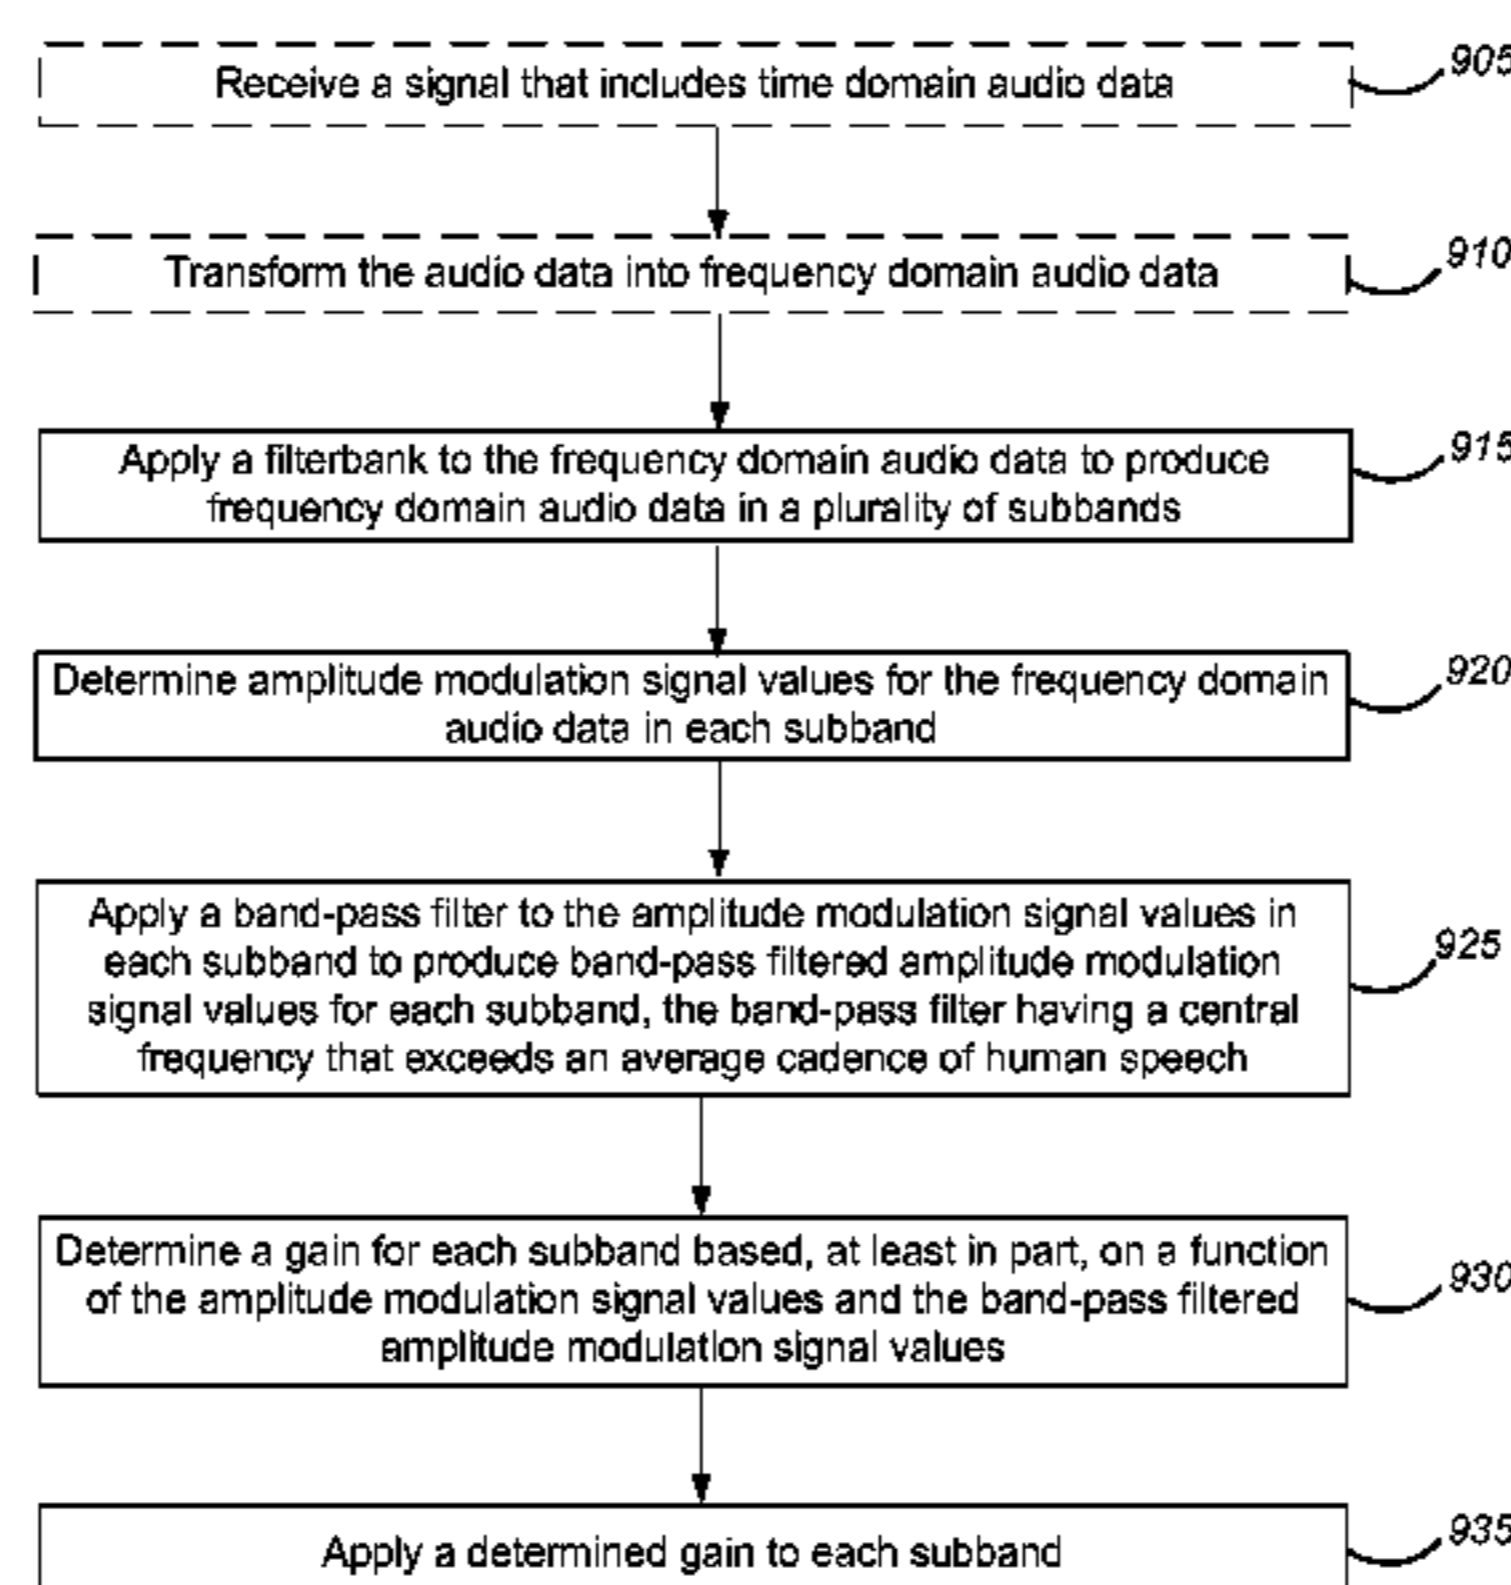 Receive a signal that includes time domain audio data
905
Transform the audio data into frequency domain audio data
910
Apply a filterbank to the frequency domain audio data to produce
frequency domain audio data in a plurality of subbands
915
Determine amplitude modulation signal values for the frequency domain
audio data in each subband
920
Apply a band-pass filter to the amplitude modulation signal values in
each subband to produce band-pass filtered amplitude modulation
signal values for each subband, the band-pass filter having a central
frequency that exceeds an average cadence of human speech
925
Determine a gain for each subband based, at least in part, on a function
of the amplitude modulation signal values and the band-pass filtered
amplitude modulation signal values
930
Apply a determined gain to each subband
935